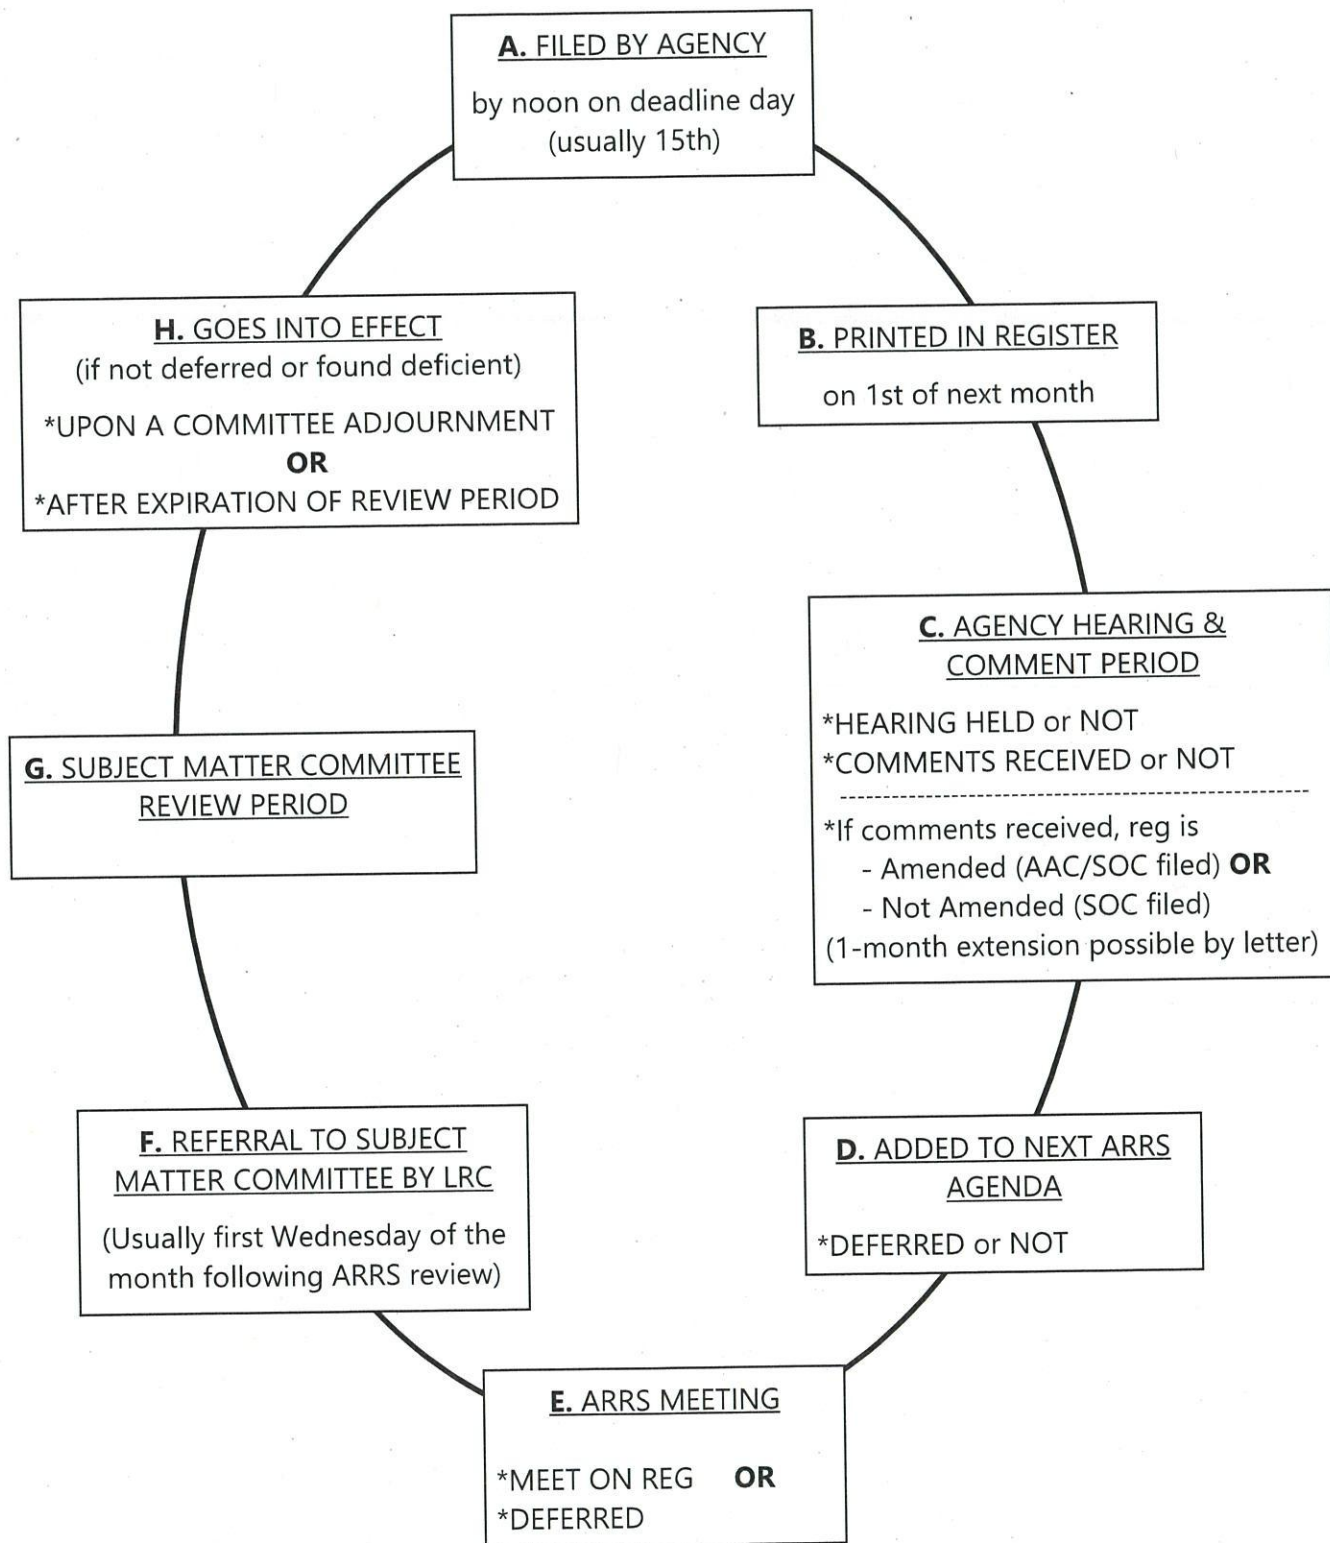 A. FILED BY AGENCY
by noon on deadline day
(usually 15th)
B. PRINTED IN REGISTER
on 1st of next month
C. AGENCY HEARING &
COMMENT PERIOD
*HEARING HELD or NOT
*COMMENTS RECEIVED or NOT
*If comments received, reg is
- Amended (AAC/SOC filed) OR
- Not Amended (SOC filed)
(1-month extension possible by letter)
D. ADDED TO NEXT ARRS
AGENDA
*DEFERRED or NOT
E. ARRS MEETING
*MEET ON REG OR
*DEFERRED
F. REFERRAL TO SUBJECT
MATTER COMMITTEE BY LRC
(Usually first Wednesday of the
month following ARRS review)
G. SUBJECT MATTER COMMITTEE
REVIEW PERIOD
H. GOES INTO EFFECT
(if not deferred or found deficient)
*UPON A COMMITTEE ADJOURNMENT
OR
*AFTER EXPIRATION OF REVIEW PERIOD